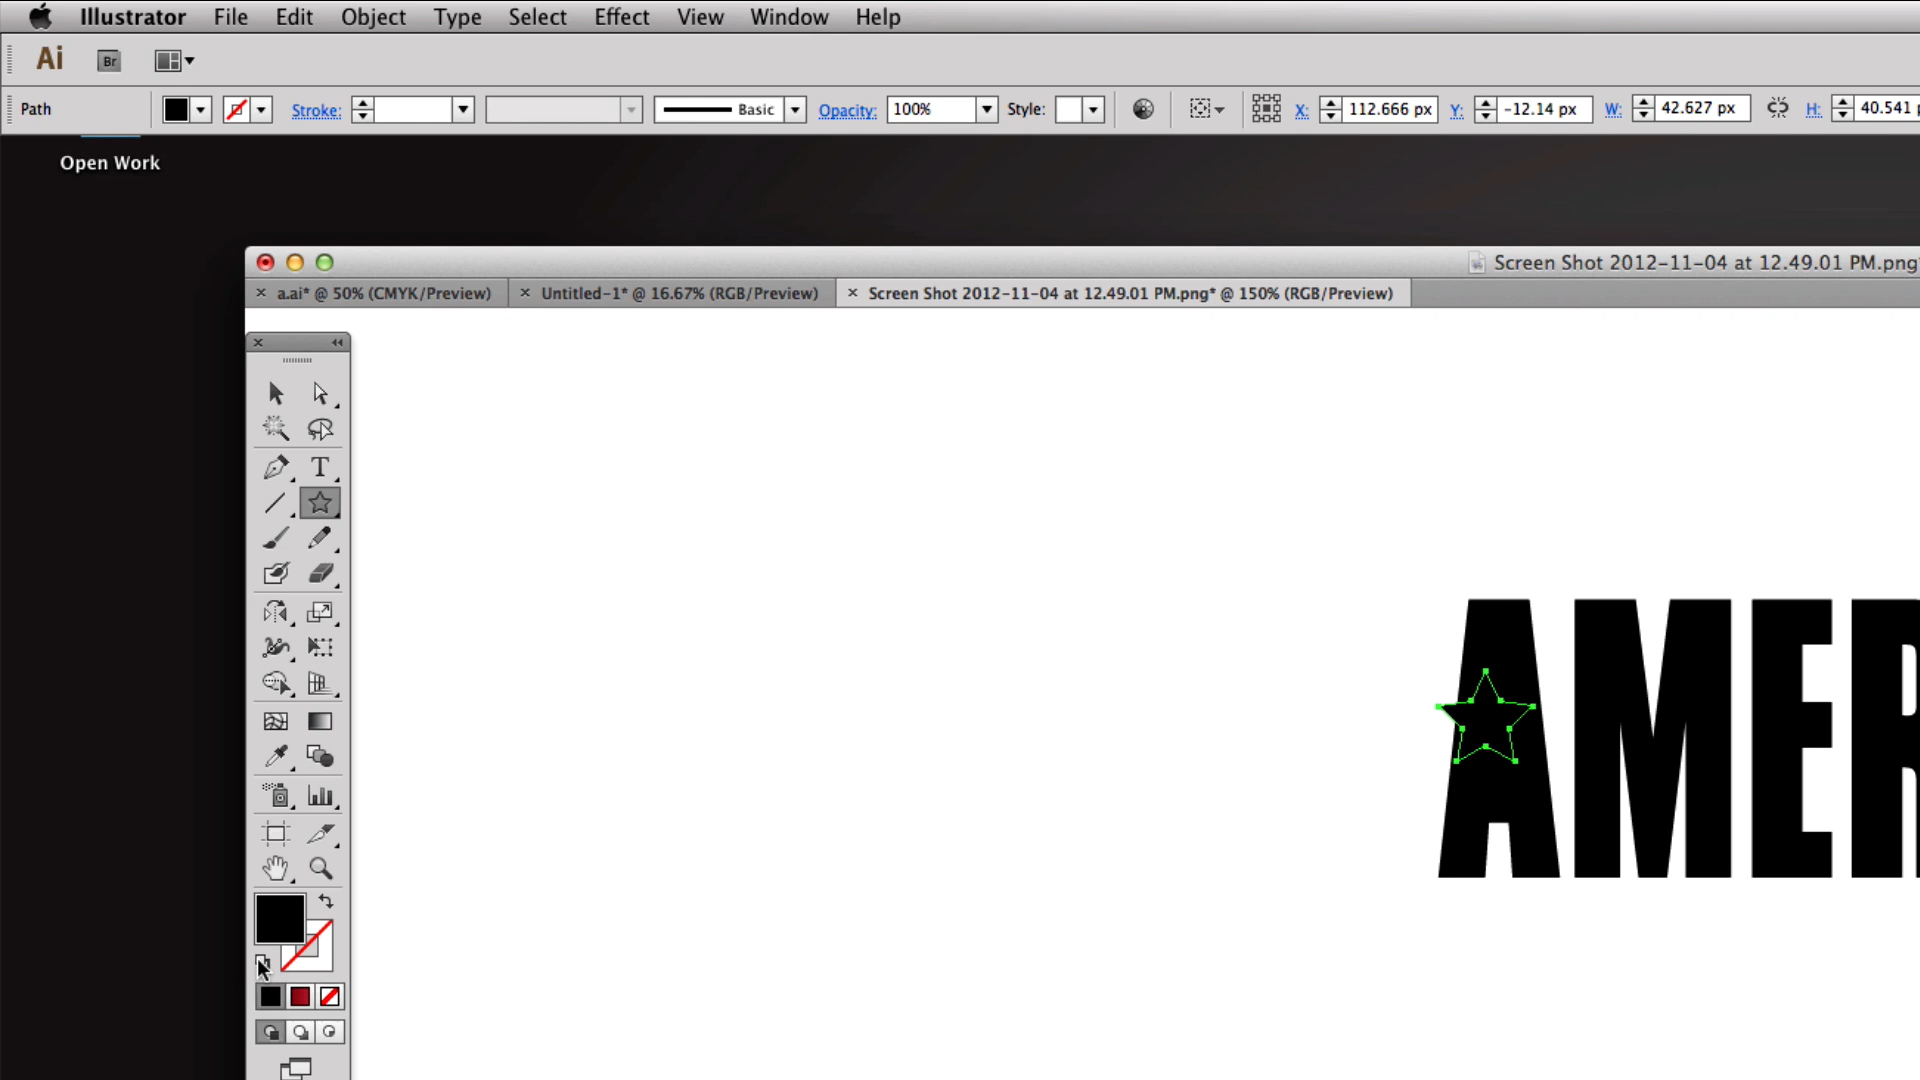 Illustrator File Edit Object Type Select Effect View Window Help
Ai Br
Path Stroke: Basic Opacity: 100% Style: X: 112.666 px Y: -12.14 px W: 42.627 px H: 40.541
Open Work
Screen Shot 2012-11-04 at 12.49.01 PM.png
a.ai* @ 50% (CMYK/Preview) Untitled-1* @ 16.67% (RGB/Preview) Screen Shot 2012-11-04 at 12.49.01 PM.png* @ 150% (RGB/Preview)
T
AMER